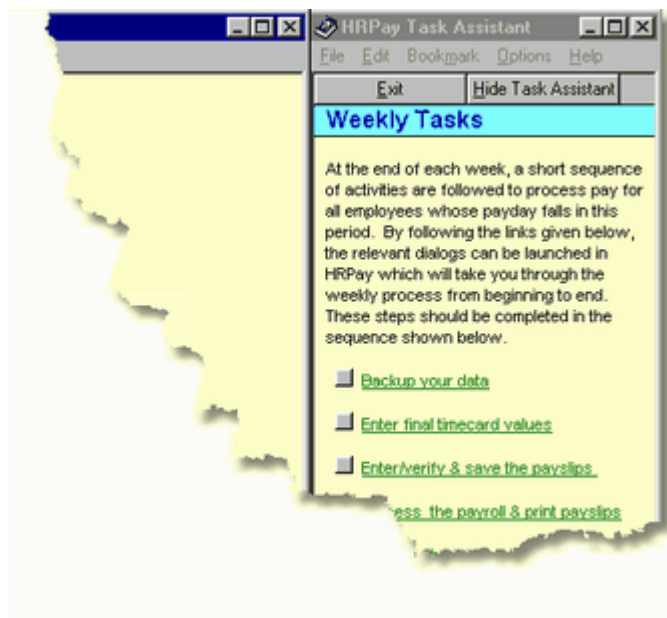 HRPay Task Assistant
File Edit Bookmark Options Help
Exit Hide Task Assistant
Weekly Tasks
At the end of each week, a short sequence
of activities are followed to process pay for
all employees whose payday falls in this
period. By following the links given below,
the relevant dialogs can be launched in
HRPay which will take you through the
weekly process from beginning to end.
These steps should be completed in the
sequence shown below.
Backup your data
Enter final timecard values
Enter/verify & save the payslips
the payroll & print payslips